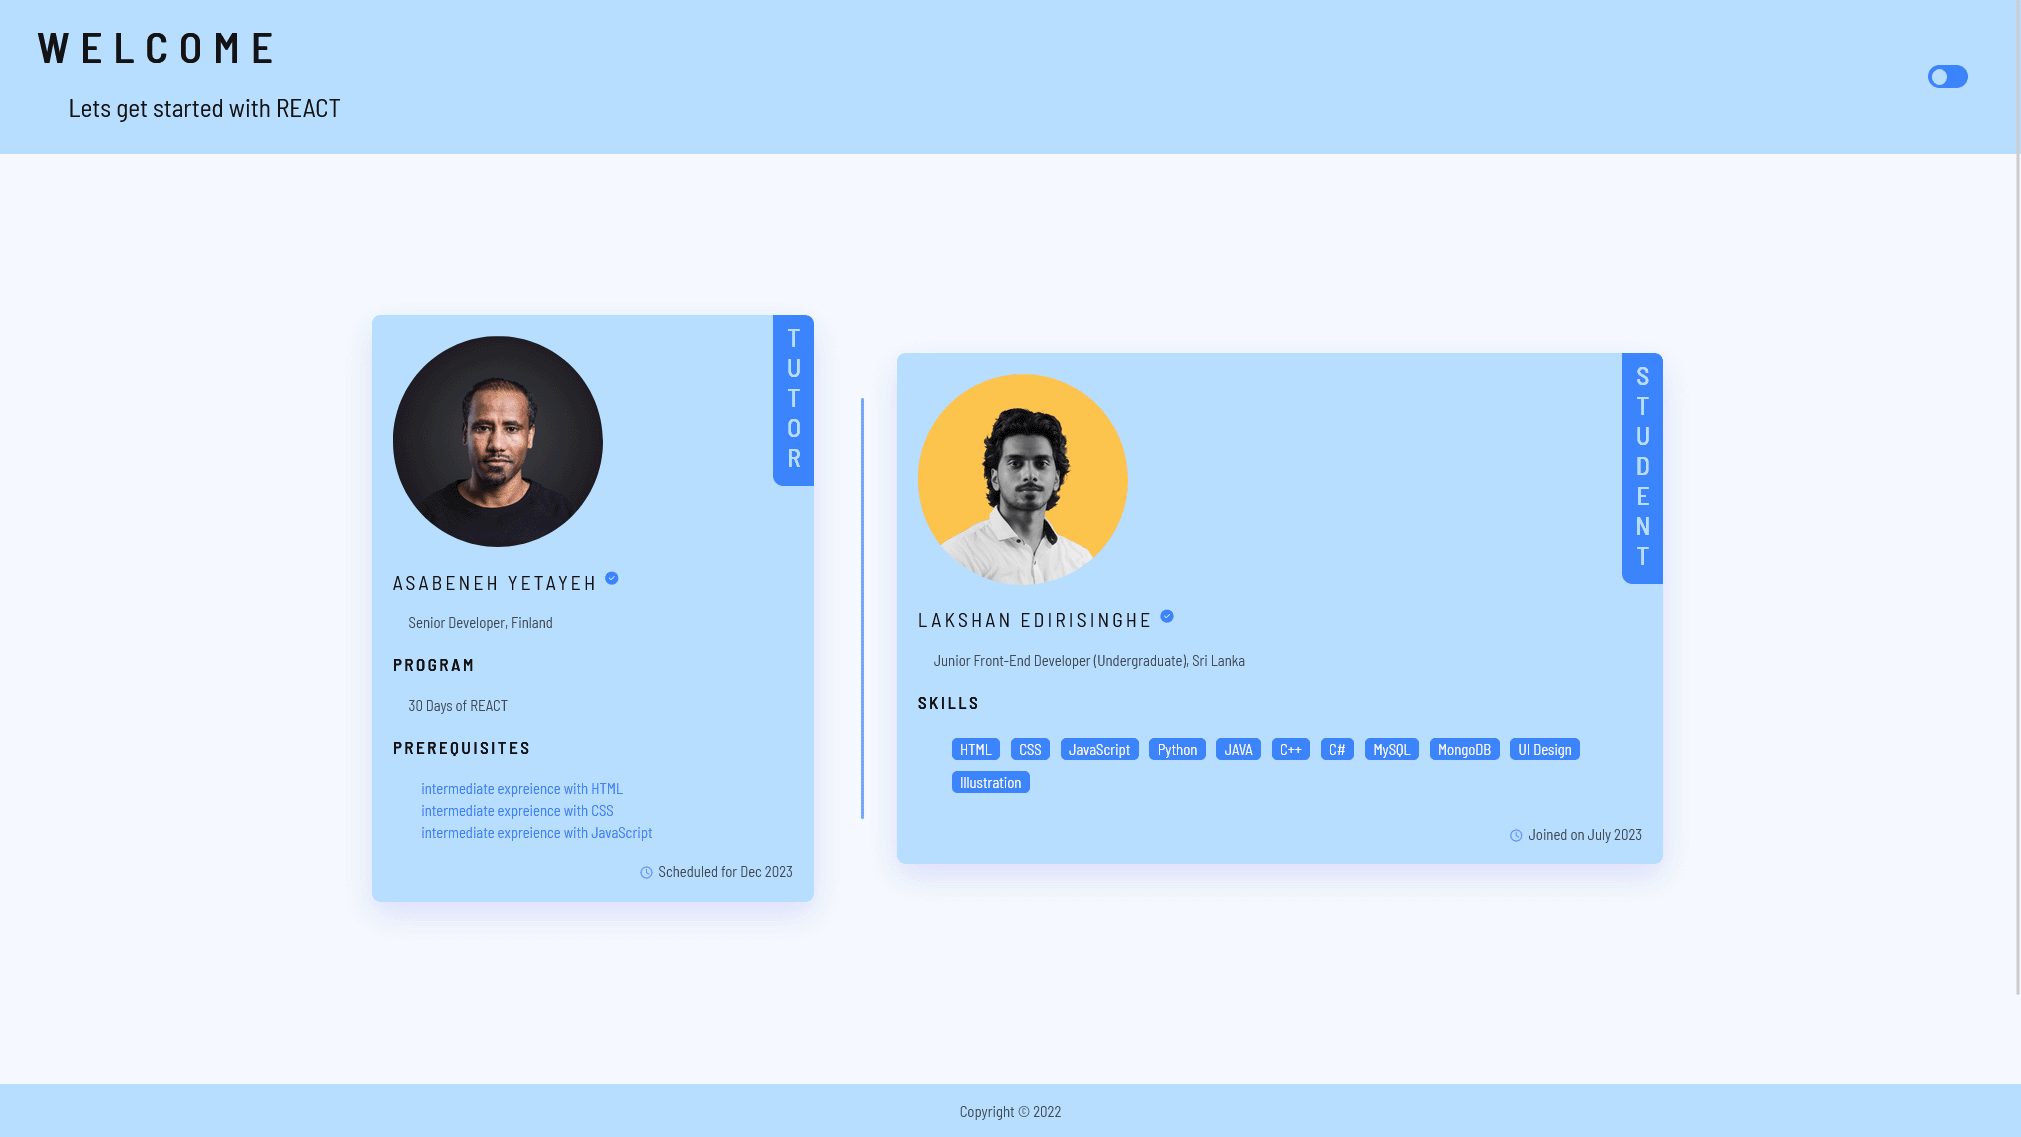 WELCOME
Lets get started with REACT
TUTOR
ASABENEH YETAYEH
Senior Developer, Finland
PROGRAM
30 Days of REACT
PREREQUISITES
intermediate expreience with HTML
intermediate expreience with CSS
intermediate expreience with JavaScript
Scheduled for Dec 2023
STUDENT
LAKSHAN EDIRISINGHE
Junior Front-End Developer (Undergraduate), Sri Lanka
SKILLS
HTML CSS JavaScript Python JAVA C++ C# MySQL MongoDB UI Design
Illustration
Joined on July 2023
Copyright © 2022